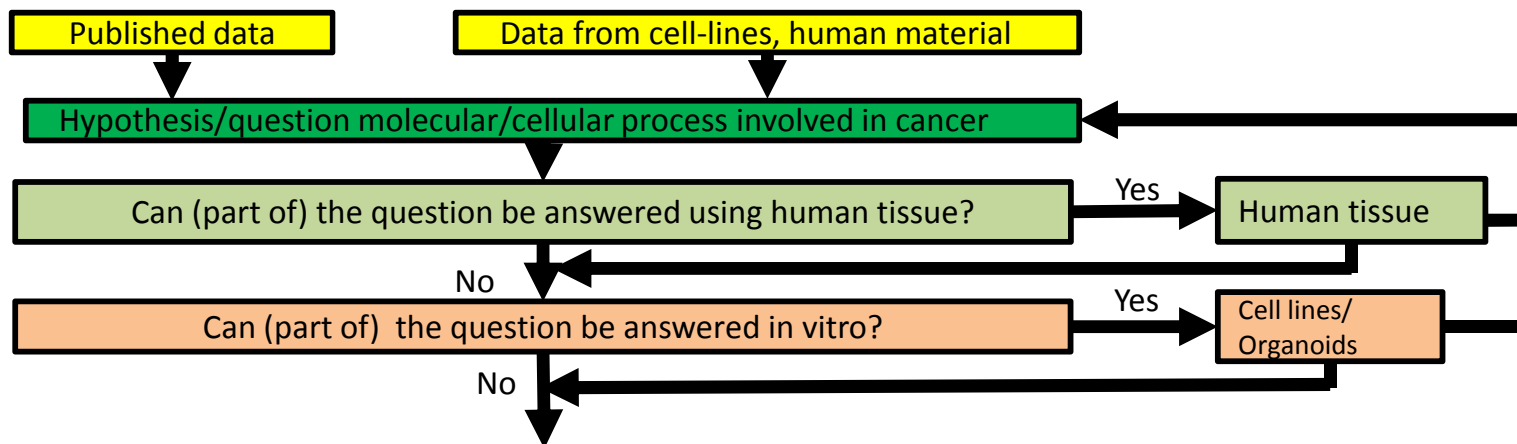 Published data
Data from cell-lines, human material
Hypothesis/question molecular/cellular process involved in cancer
Can (part of) the question be answered using human tissue?
Yes
Human tissue
No
Can (part of) the question be answered in vitro?
Yes
Cell lines/
Organoids
No